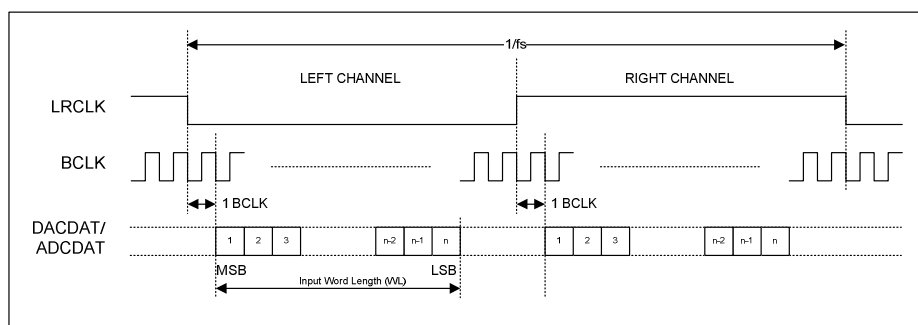 1/fs
LEFT CHANNEL RIGHT CHANNEL
LRCLK
BCLK
1 BCLK 1 BCLK
DACDAT/
ADCDAT
1 2 3 n-2 n-1 n 1 2 3 n-2 n-1 n
MSB LSB
Input Word Length (WL)